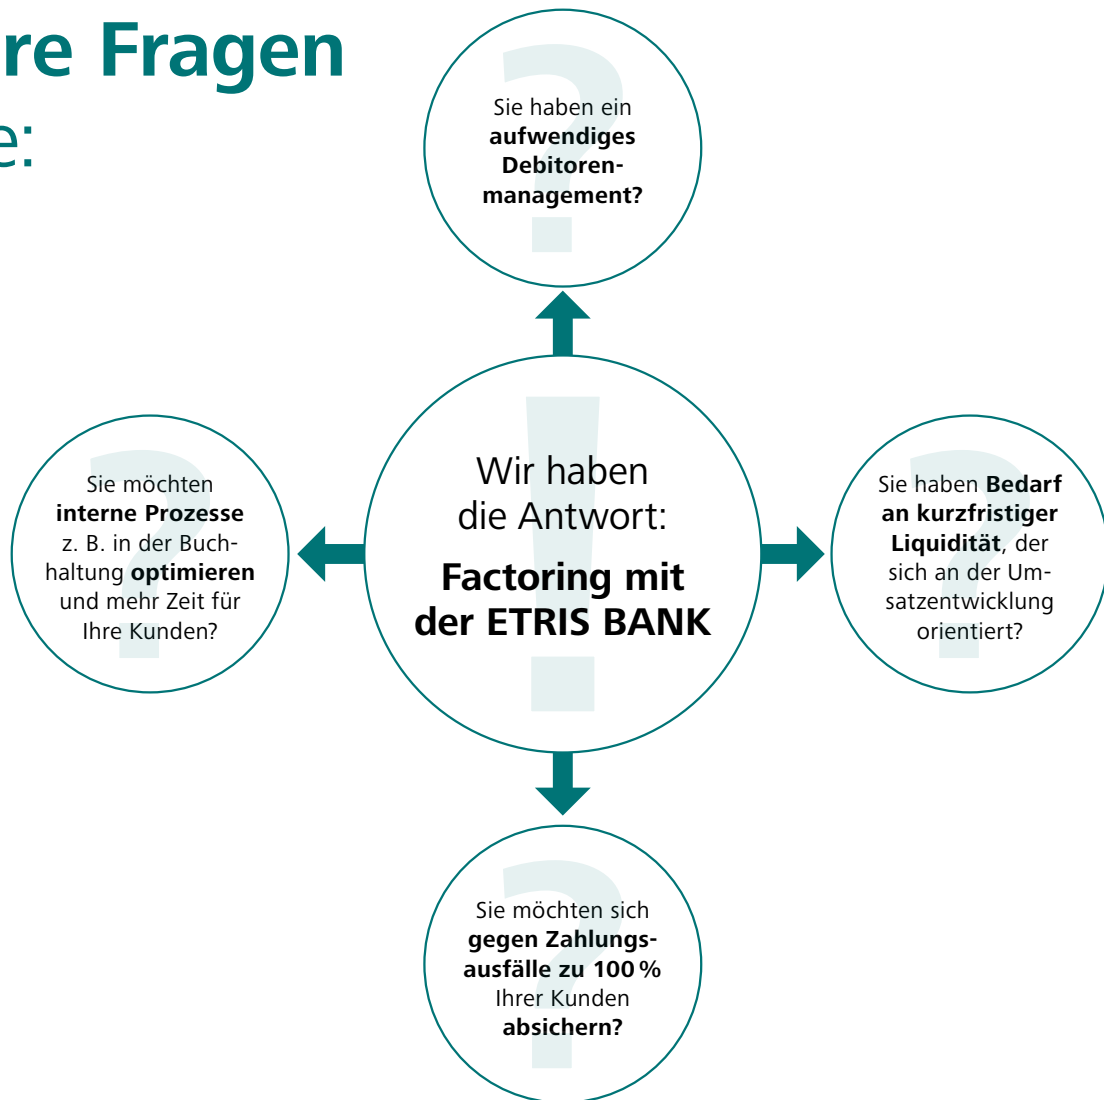 re Fragen
e:
Sie haben ein
aufwendiges
Debitoren-
management?
Wir haben
die Antwort:
Factoring mit
der ETRIS BANK
Sie möchten
interne Prozesse
z. B. in der Buch-
haltung optimieren
und mehr Zeit für
Ihre Kunden?
Sie haben Bedarf
an kurzfristiger
Liquidität, der
sich an der Um-
satzentwicklung
orientiert?
Sie möchten sich
gegen Zahlungs-
ausfälle zu 100 %
Ihrer Kunden
absichern?